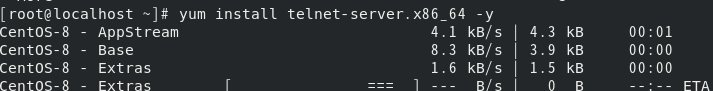 [root@localhost ~]# yum install telnet-server.x86_64 -y
CentOS-8 - AppStream                            4.1 kB/s | 4.3 kB     00:01
CentOS-8 - Base                                 8.3 kB/s | 3.9 kB     00:00
CentOS-8 - Extras                               1.6 kB/s | 1.5 kB     00:00
CentOS-8 - Extras        [               ===  ] ---  B/s |   0  B     --:-- ETA